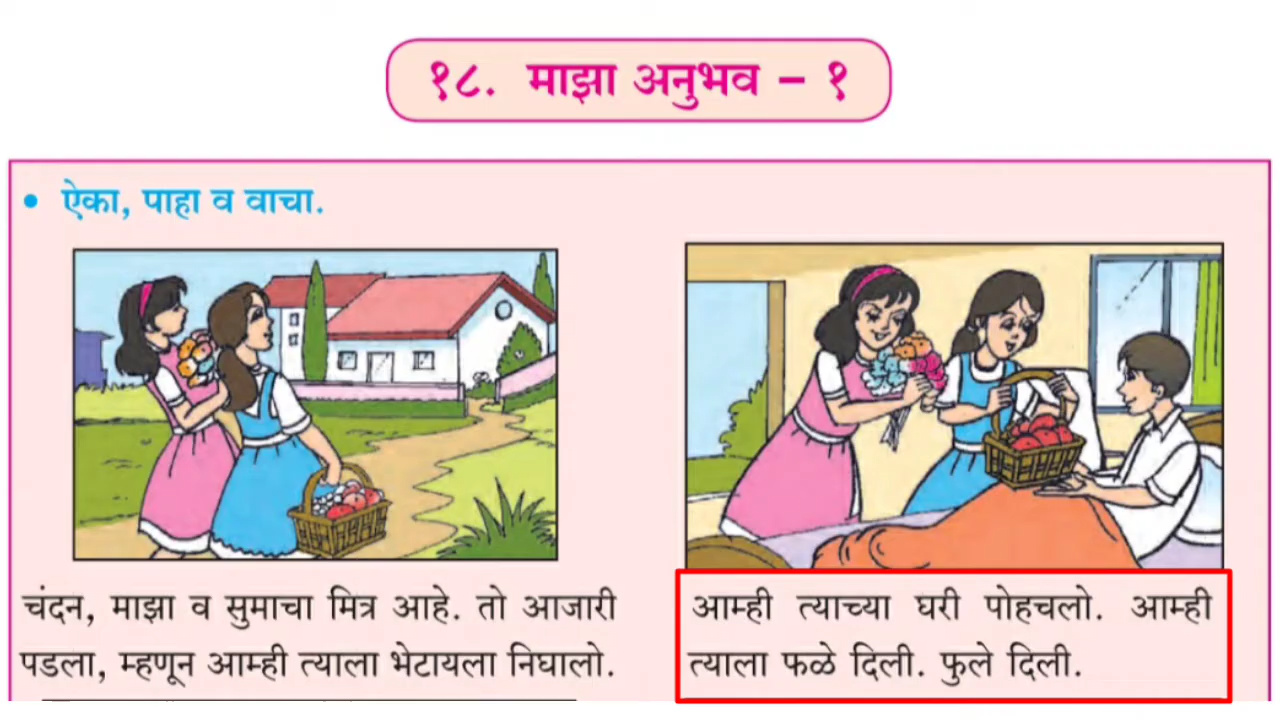 १८. माझा अनुभव – १
• ऐका, पाहा व वाचा.
चंदन, माझा व सुमाचा मित्र आहे. तो आजारी
पडला, म्हणून आम्ही त्याला भेटायला निघालो.
आम्ही त्याच्या घरी पोहचलो. आम्ही
त्याला फळे दिली. फुले दिली.